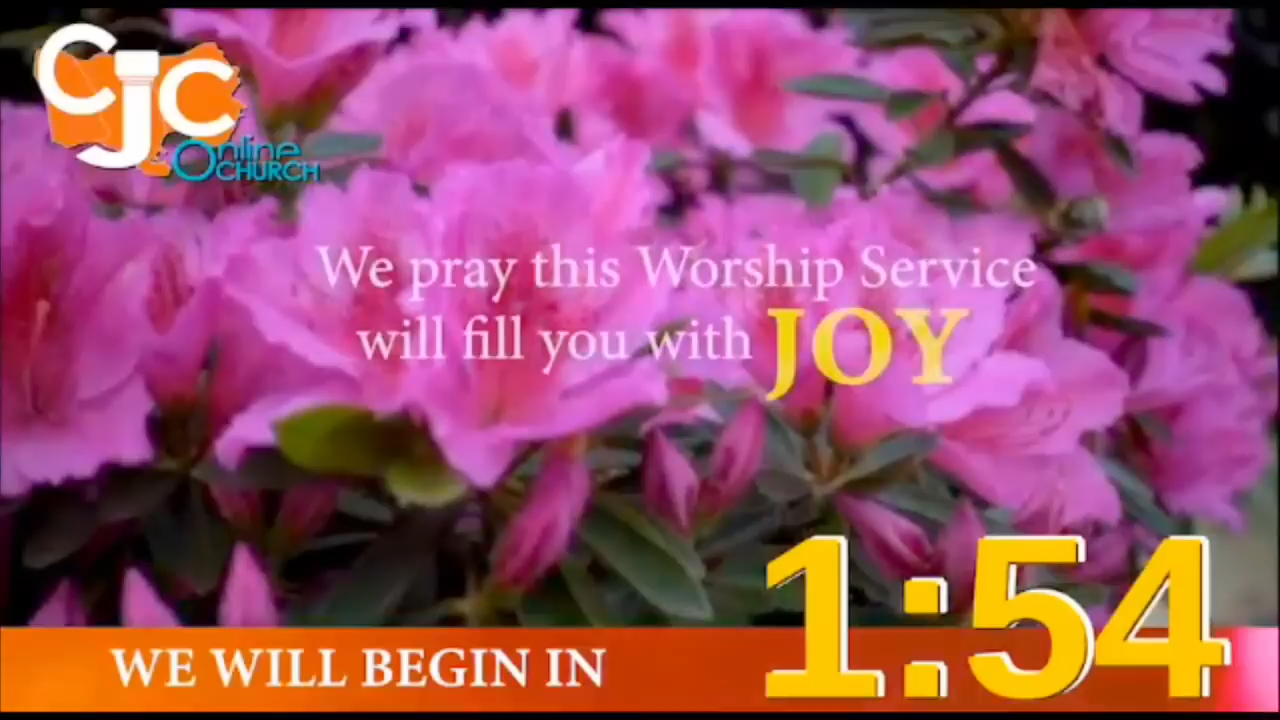 CJC
Online
CHURCH
We pray this Worship Service
will fill you with JOY
WE WILL BEGIN IN
1:54